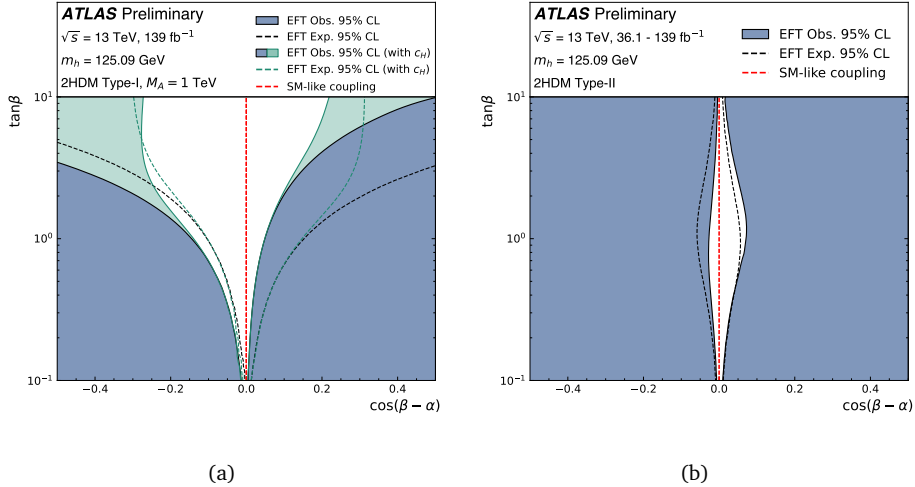 ATLAS Preliminary
√s = 13 TeV, 139 fb⁻¹
m_h = 125.09 GeV
2HDM Type-I, M_A = 1 TeV
EFT Obs. 95% CL
EFT Exp. 95% CL
EFT Obs. 95% CL (with c_H)
EFT Exp. 95% CL (with c_H)
SM-like coupling
tanβ
10¹
10⁰
10⁻¹
−0.4 −0.2 0.0 0.2 0.4
cos(β − α)
(a)
ATLAS Preliminary
√s = 13 TeV, 36.1 - 139 fb⁻¹
m_h = 125.09 GeV
2HDM Type-II
EFT Obs. 95% CL
EFT Exp. 95% CL
SM-like coupling
tanβ
10¹
10⁰
10⁻¹
−0.4 −0.2 0.0 0.2 0.4
cos(β − α)
(b)